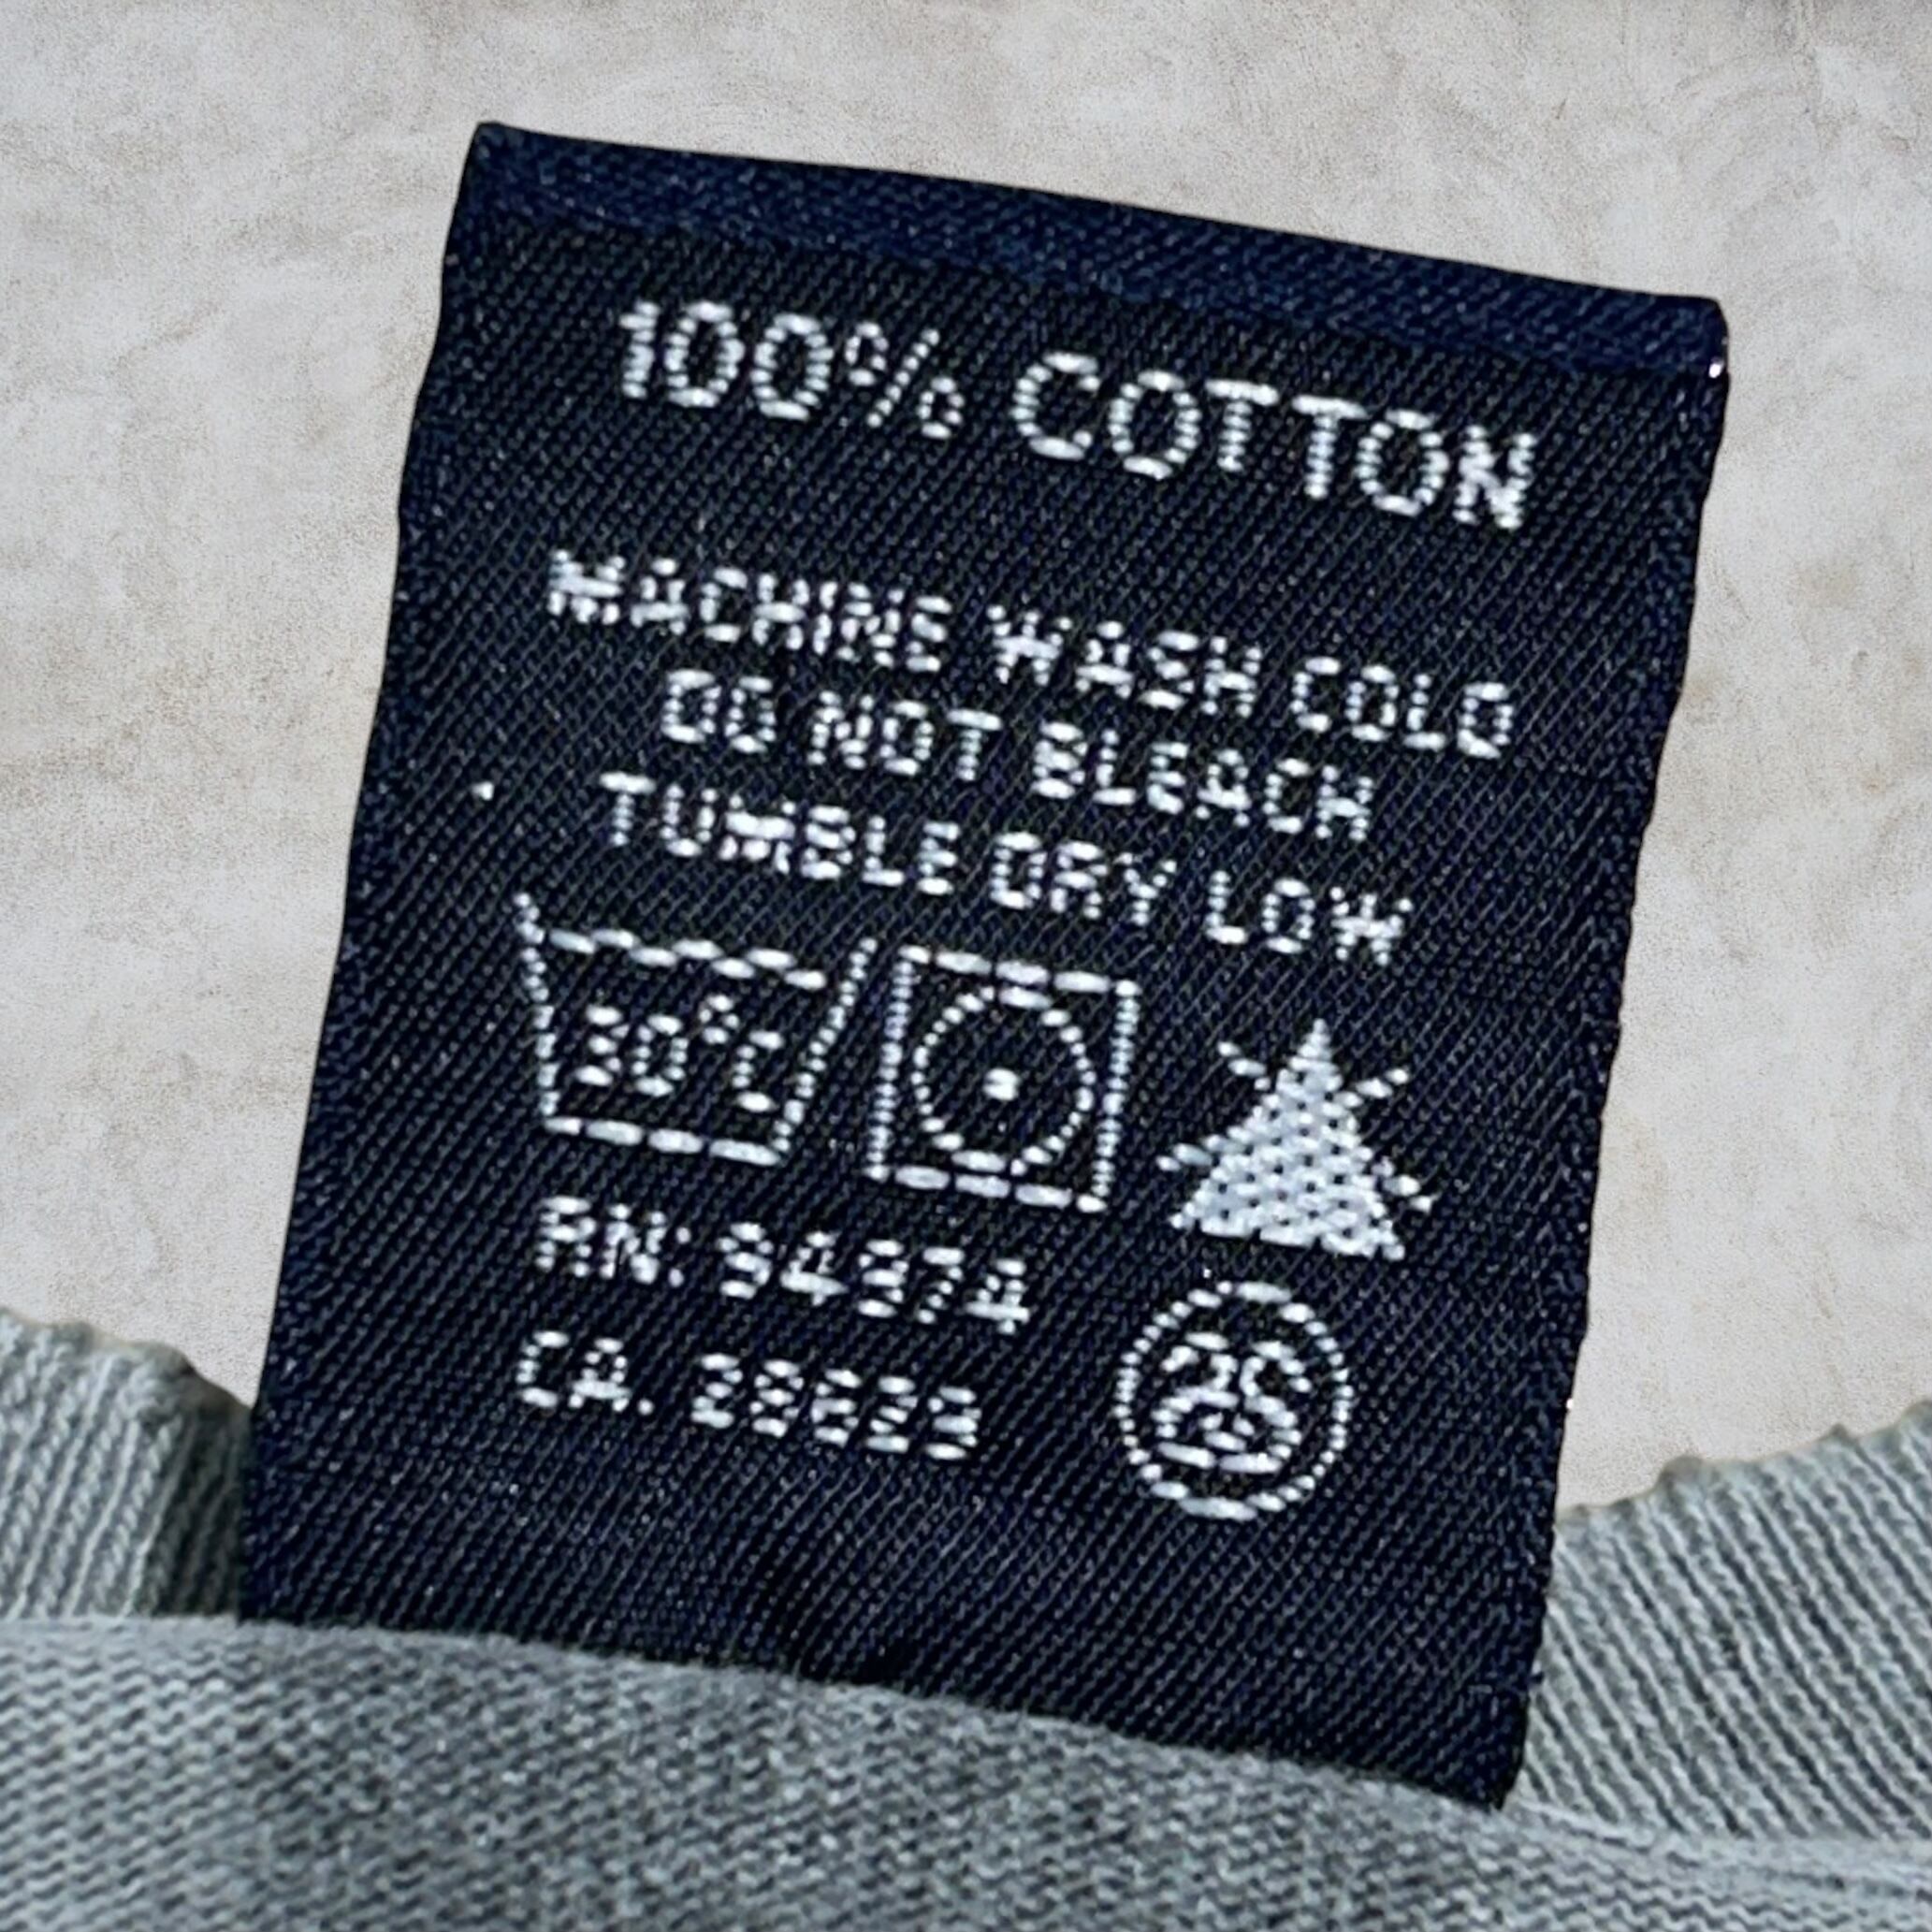 100% COTTON
MACHINE WASH COLD
DO NOT BLEACH
TUMBLE DRY LOW
30°C
RN: 94974
CA. 28623